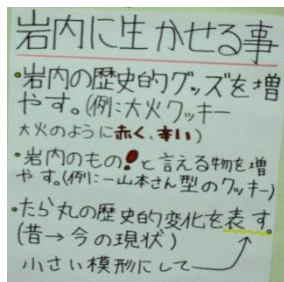 岩内に生かせる事
•岩内の歴史的グッズを増
やす。(例:大火クッキー
大火のように赤く、辛い)
•岩内のもの!と言える物を増
やす。(例:一山本さん型のクッキー)
•たら丸の歴史的変化を表す。
(昔→今の現状)
小さい模形にして